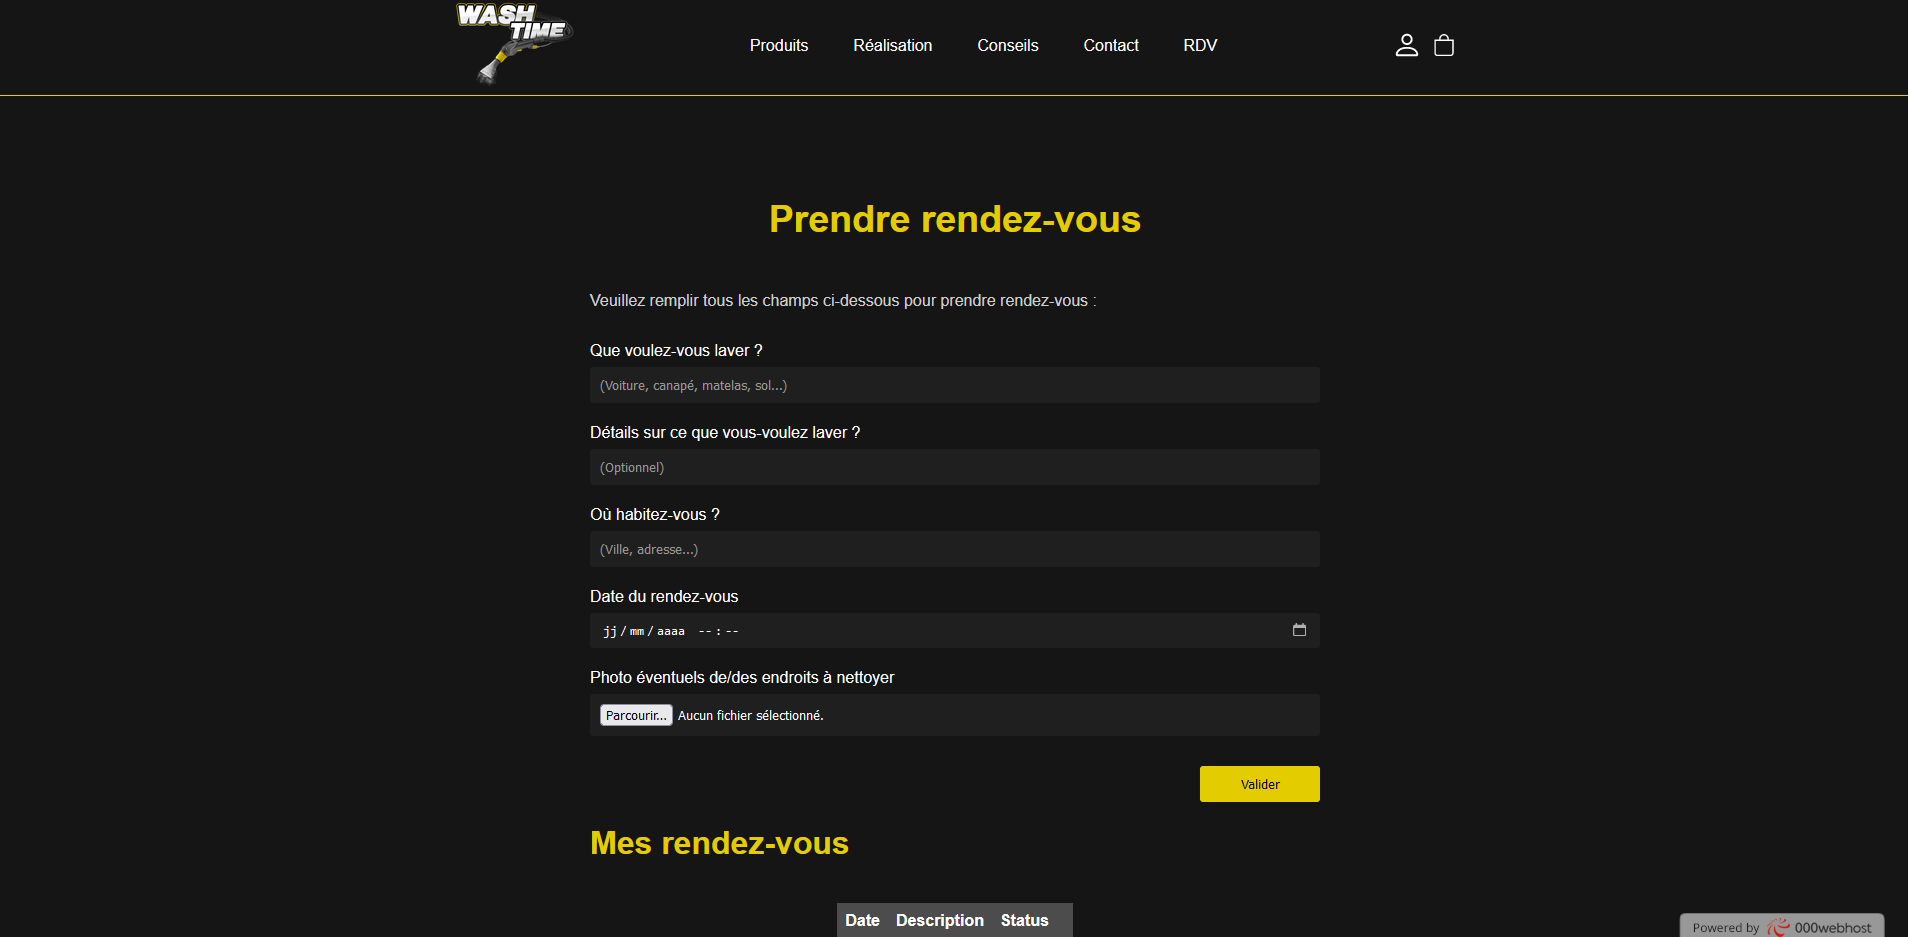 WASH
TIME
Produits Réalisation Conseils Contact RDV
Prendre rendez-vous
Veuillez remplir tous les champs ci-dessous pour prendre rendez-vous :
Que voulez-vous laver ?
(Voiture, canapé, matelas, sol...)
Détails sur ce que vous-voulez laver ?
(Optionnel)
Où habitez-vous ?
(Ville, adresse...)
Date du rendez-vous
jj / mm / aaaa -- : --
Photo éventuels de/des endroits à nettoyer
Parcourir... Aucun fichier sélectionné.
Valider
Mes rendez-vous
Date Description Status
Powered by 000webhost